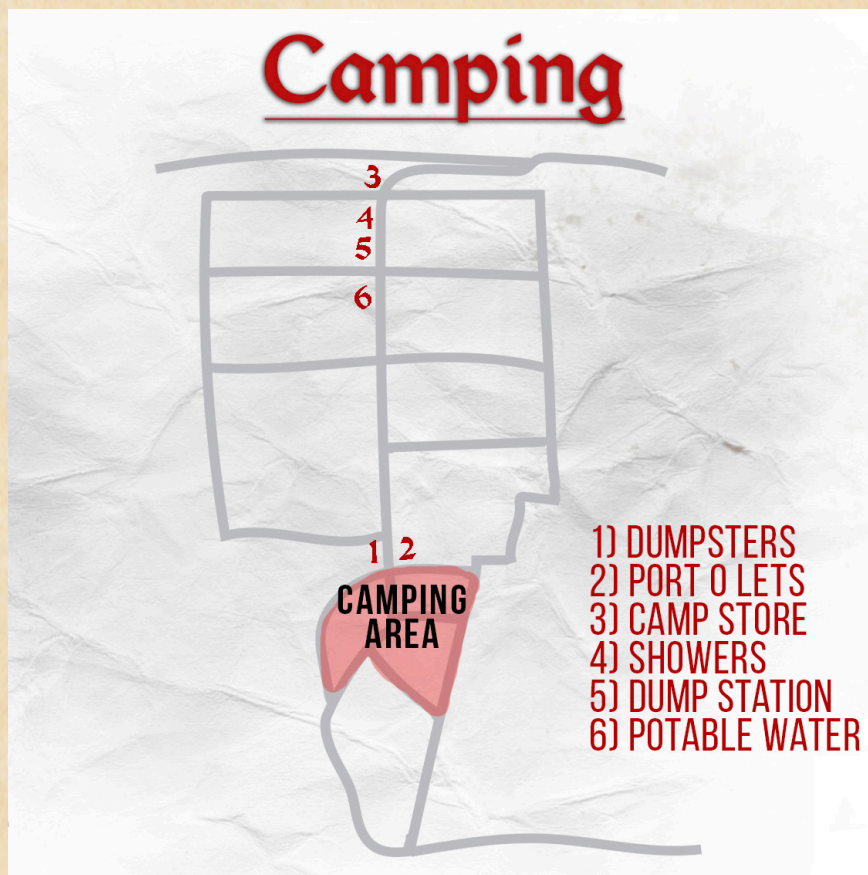 Camping
3
4
5
6
1 2
CAMPING
AREA
1) DUMPSTERS
2) PORT O LETS
3) CAMP STORE
4) SHOWERS
5) DUMP STATION
6) POTABLE WATER